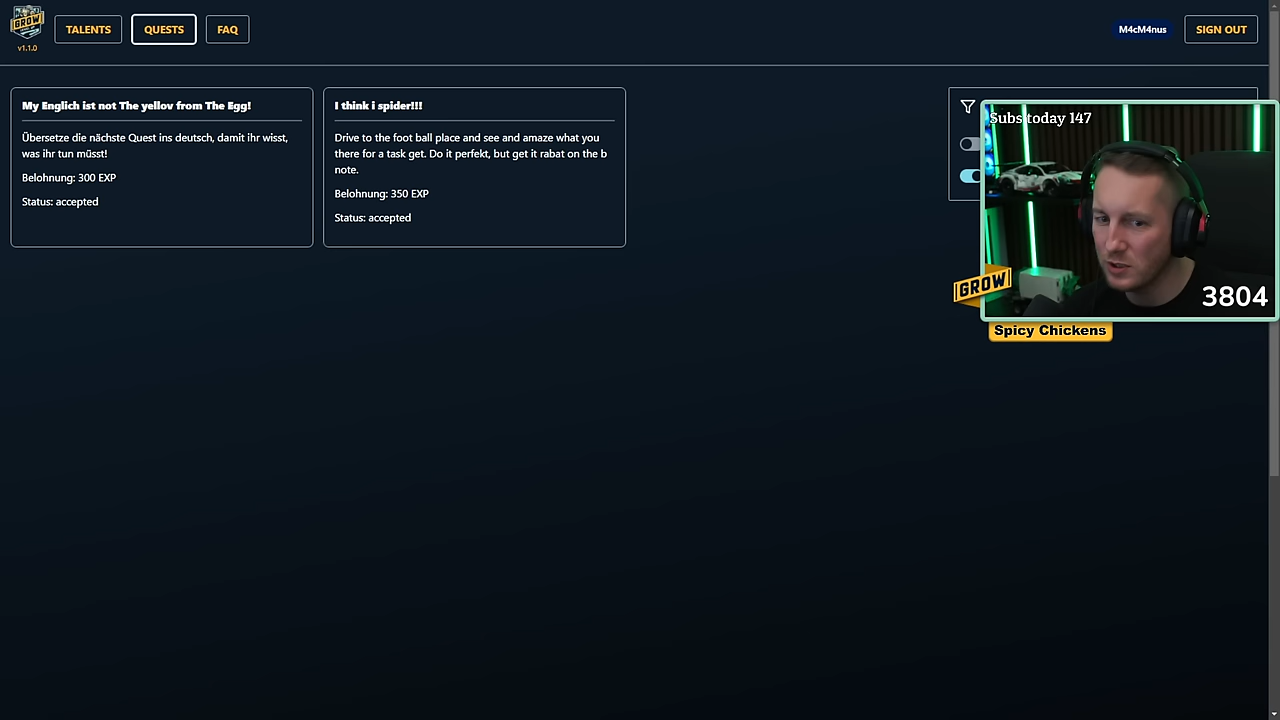 GROW
v1.1.0
TALENTS
QUESTS
FAQ
M4cM4nus
SIGN OUT
My Englich ist not The yellov from The Egg!
Übersetze die nächste Quest ins deutsch, damit ihr wisst,
was ihr tun müsst!
Belohnung: 300 EXP
Status: accepted
I think i spider!!!
Drive to the foot ball place and see and amaze what you
there for a task get. Do it perfekt, but get it rabat on the b
note.
Belohnung: 350 EXP
Status: accepted
Subs today 147
GROW
3804
Spicy Chickens